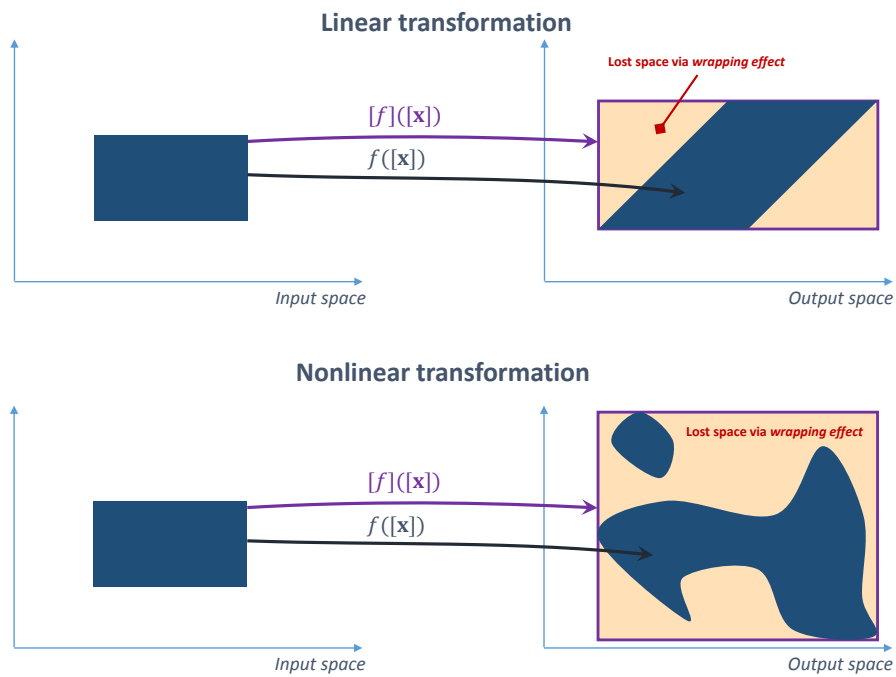 Linear transformation
Lost space via wrapping effect
[f]([x])
f([x])
Input space
Output space
Nonlinear transformation
Lost space via wrapping effect
[f]([x])
f([x])
Input space
Output space